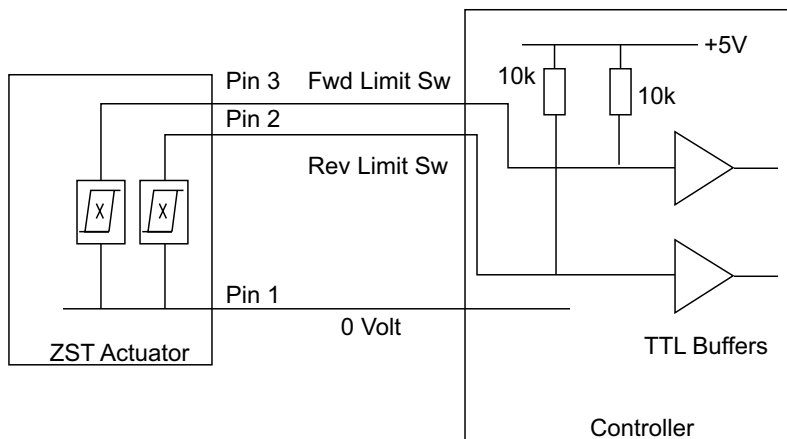 +5V
10k
10k
Pin 3 Fwd Limit Sw
Pin 2
Rev Limit Sw
X X
Pin 1
0 Volt
ZST Actuator
TTL Buffers
Controller